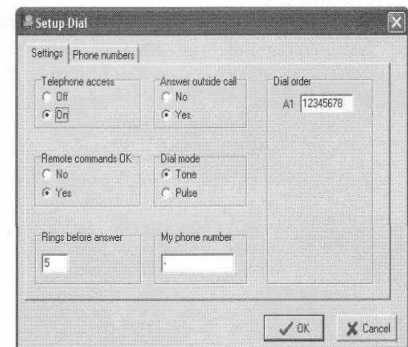 Setup Dial
Settings Phone numbers
Telephone access
Off
On
Answer outside call
No
Yes
Dial order
A1 12345678
Remote commands OK
No
Yes
Dial mode
Tone
Pulse
Rings before answer
5
My phone number
-
OK Cancel